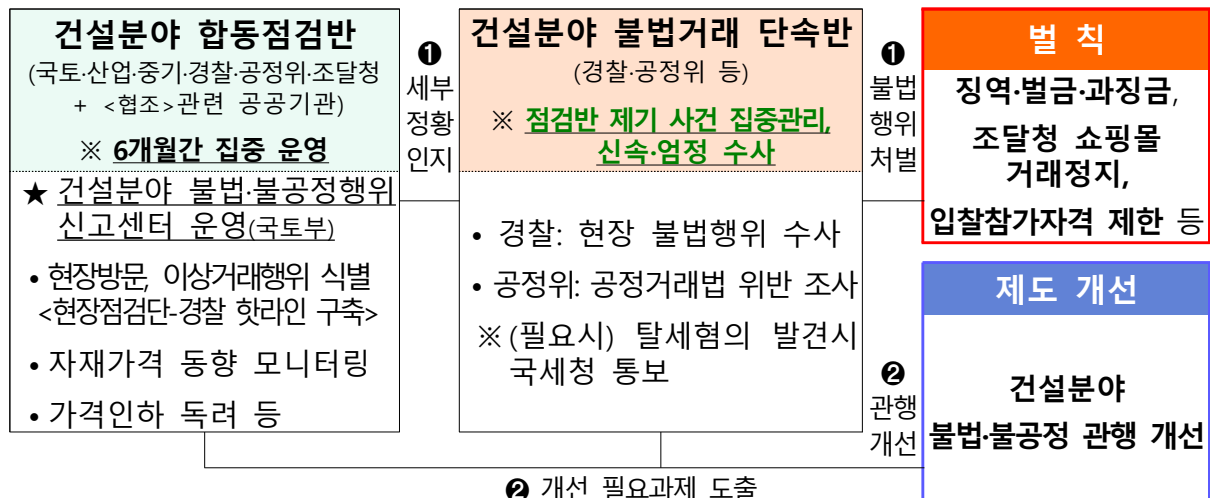 건설분야 합동점검반
(국토·산업·중기·경찰·공정위·조달청
+ <협조>관련 공공기관)
※ 6개월간 집중 운영
★ 건설분야 불법·불공정행위
신고센터 운영(국토부)
• 현장방문, 이상거래행위 식별
<현장점검단-경찰 핫라인 구축>
• 자재가격 동향 모니터링
• 가격인하 독려 등
❶
세부
정황
인지
건설분야 불법거래 단속반
(경찰·공정위 등)
※ 점검반 제기 사건 집중관리,
신속·엄정 수사
• 경찰: 현장 불법행위 수사
• 공정위: 공정거래법 위반 조사
※ (필요시) 탈세혐의 발견시
국세청 통보
❶
불법
행위
처벌
벌 칙
징역·벌금·과징금,
조달청 쇼핑몰
거래정지,
입찰참가자격 제한 등
❷
관행
개선
제도 개선
건설분야
불법·불공정 관행 개선
❷ 개선 필요과제 도출